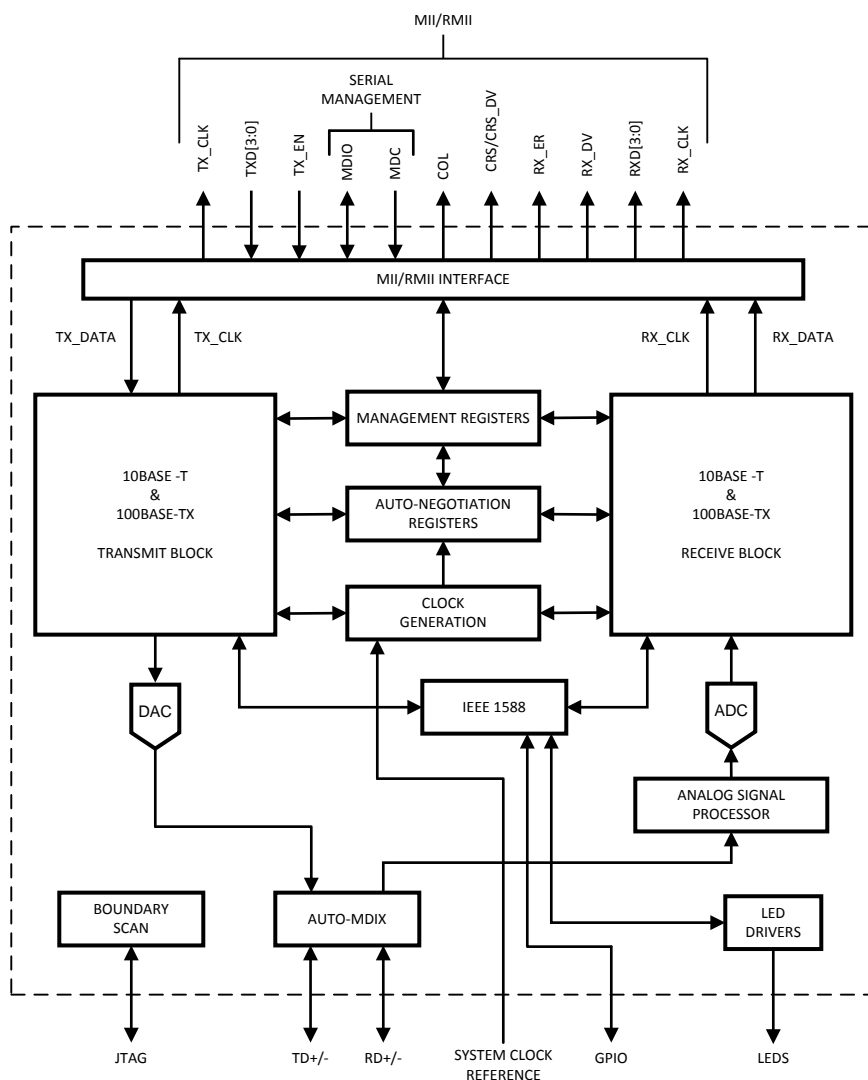 MII/RMII
SERIAL
MANAGEMENT
TX_CLK
TXD[3:0]
TX_EN
MDIO
MDC
COL
CRS/CRS_DV
RX_ER
RX_DV
RXD[3:0]
RX_CLK
MII/RMII INTERFACE
TX_DATA
TX_CLK
RX_CLK
RX_DATA
10BASE -T
&
100BASE-TX
TRANSMIT BLOCK
MANAGEMENT REGISTERS
AUTO-NEGOTIATION
REGISTERS
CLOCK
GENERATION
10BASE -T
&
100BASE-TX
RECEIVE BLOCK
DAC
IEEE 1588
ADC
ANALOG SIGNAL
PROCESSOR
BOUNDARY
SCAN
AUTO-MDIX
LED
DRIVERS
JTAG
TD+/-
RD+/-
SYSTEM CLOCK
REFERENCE
GPIO
LEDS